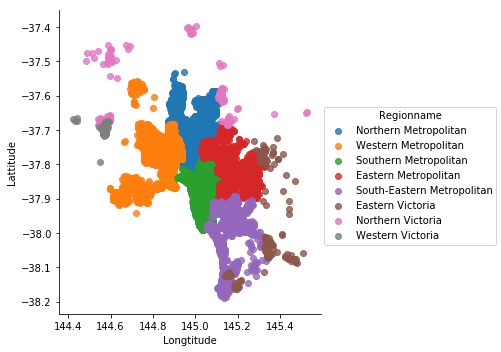 −37.4
−37.5
−37.6
−37.7
−37.8
−37.9
−38.0
−38.1
−38.2
Lattitude
144.4 144.6 144.8 145.0 145.2 145.4
Longtitude
Regionname
Northern Metropolitan
Western Metropolitan
Southern Metropolitan
Eastern Metropolitan
South-Eastern Metropolitan
Eastern Victoria
Northern Victoria
Western Victoria